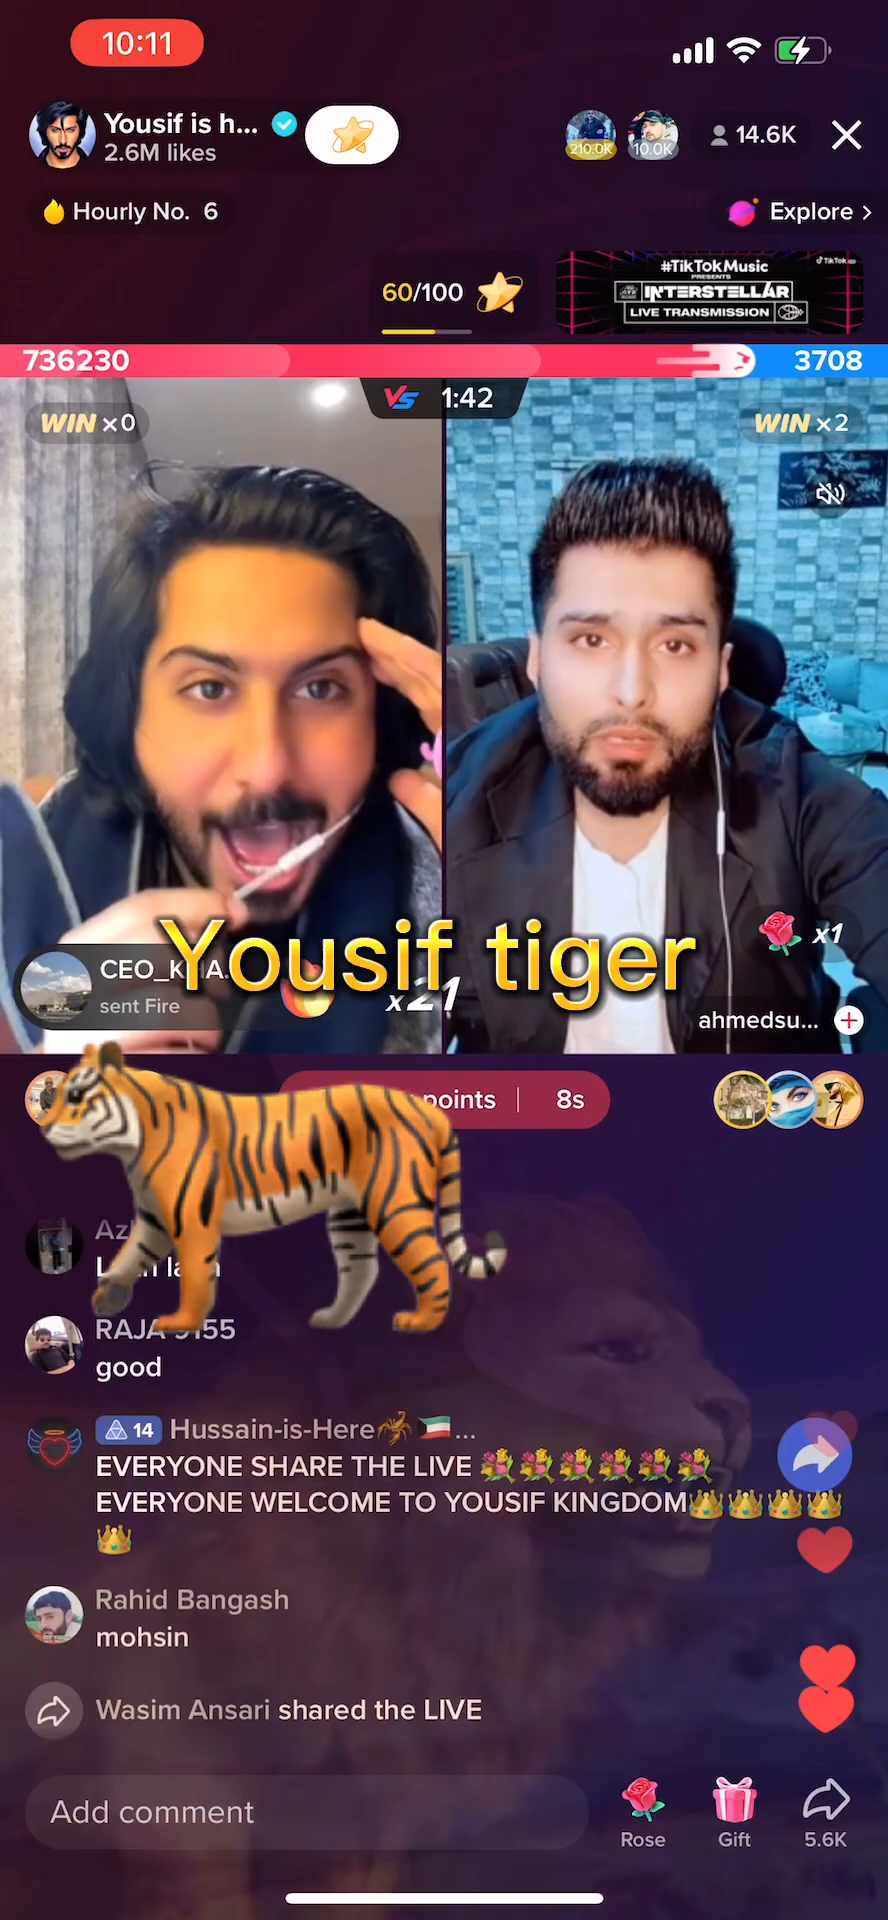 10:11
Yousif is h...
2.6M likes
210.0K
10.0K
14.6K
Hourly No. 6
Explore >
60/100
#TikTokMusic
PRESENTS
INTERSTELLAR
LIVE TRANSMISSION
TikTok
736230
3708
VS 1:42
WIN x0
WIN x2
x1
Yousif tiger
sent Fire
x21
ahmedsu...
points
8s
RAJA
good
14 Hussain-is-Here🦂🇰🇼...
EVERYONE SHARE THE LIVE 💐💐💐💐💐💐
EVERYONE WELCOME TO YOUSIF KINGDOM👑👑👑👑
👑
Rahid Bangash
mohsin
Wasim Ansari shared the LIVE
Add comment
Rose
Gift
5.6K